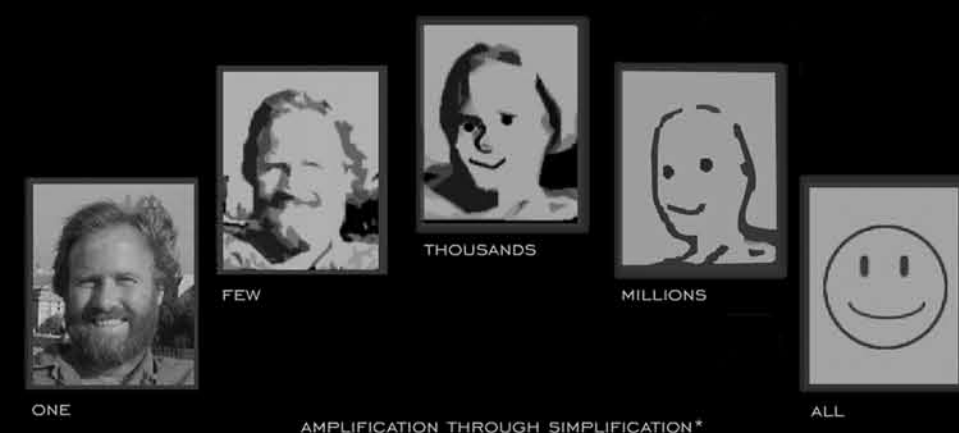 ONE
FEW
THOUSANDS
MILLIONS
ALL
AMPLIFICATION THROUGH SIMPLIFICATION*